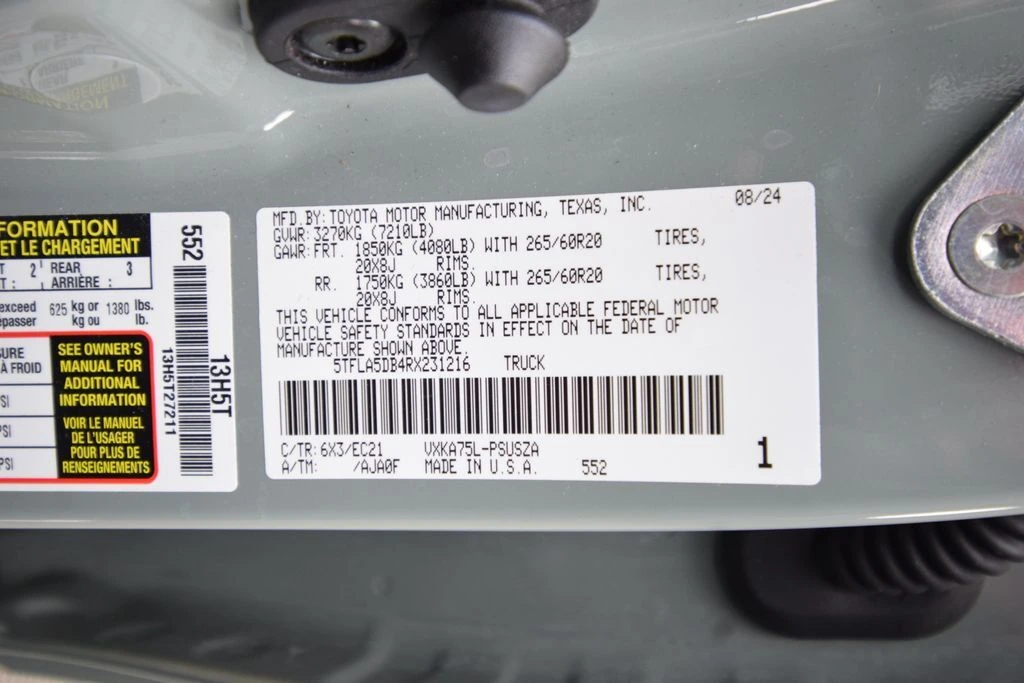 FORMATION
ET LE CHARGEMENT
2 REAR 3
ARRIÈRE :
exceed 625 kg or 1380 lbs.
kg ou lb.
À FROID
SEE OWNER'S
MANUAL FOR
ADDITIONAL
INFORMATION
VOIR LE MANUEL
DE L'USAGER
POUR PLUS DE
RENSEIGNEMENTS
552
13H5T
13H5T27211
MFD. BY: TOYOTA MOTOR MANUFACTURING, TEXAS, INC. 08/24
GVWR: 3270KG (7210LB)
GAWR: FRT. 1850KG (4080LB) WITH 265/60R20 TIRES,
20X8J RIMS.
RR. 1750KG (3860LB) WITH 265/60R20 TIRES,
20X8J RIMS.
THIS VEHICLE CONFORMS TO ALL APPLICABLE FEDERAL MOTOR
VEHICLE SAFETY STANDARDS IN EFFECT ON THE DATE OF
MANUFACTURE SHOWN ABOVE.
5TFLA5DB4RX231216 TRUCK
C/TR: 6X3/EC21 VXKA75L-PSUSZA
A/TM: /AJA0F MADE IN U.S.A. 552 1